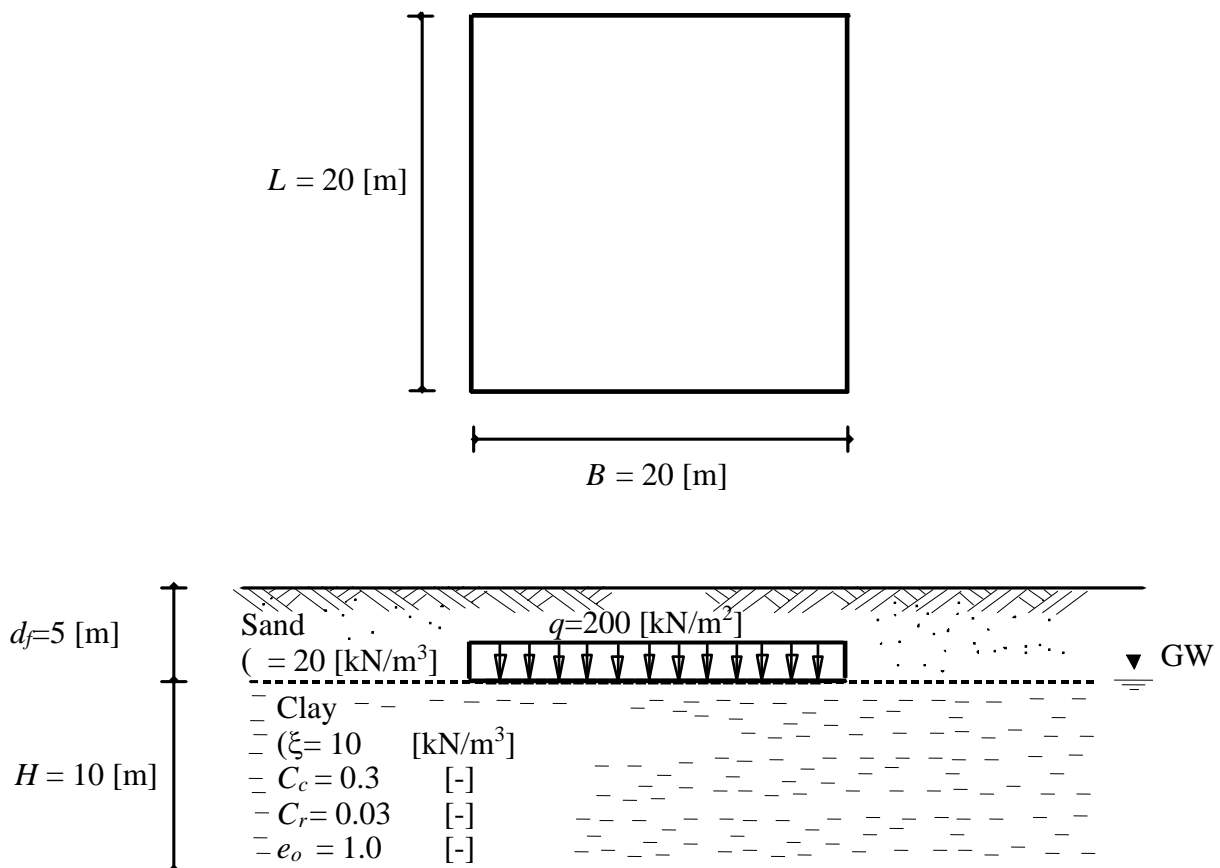 L = 20 [m]
B = 20 [m]
d_f=5 [m]
Sand
( = 20 [kN/m³]
q=200 [kN/m²]
GW
Clay
(ξ= 10 [kN/m³]
H = 10 [m]
C_c = 0.3 [-]
C_r = 0.03 [-]
e_o = 1.0 [-]